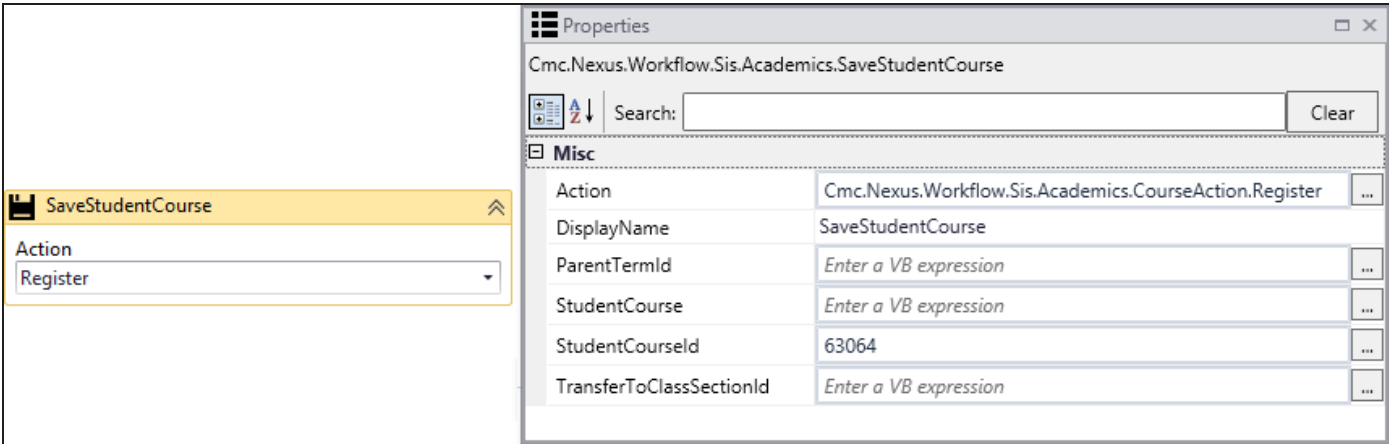 SaveStudentCourse
Action
Register
Properties
Cmc.Nexus.Workflow.Sis.Academics.SaveStudentCourse
A Z Search: Clear
Misc
Action Cmc.Nexus.Workflow.Sis.Academics.CourseAction.Register ...
DisplayName SaveStudentCourse
ParentTermId Enter a VB expression ...
StudentCourse Enter a VB expression ...
StudentCourseId 63064 ...
TransferToClassSectionId Enter a VB expression ...